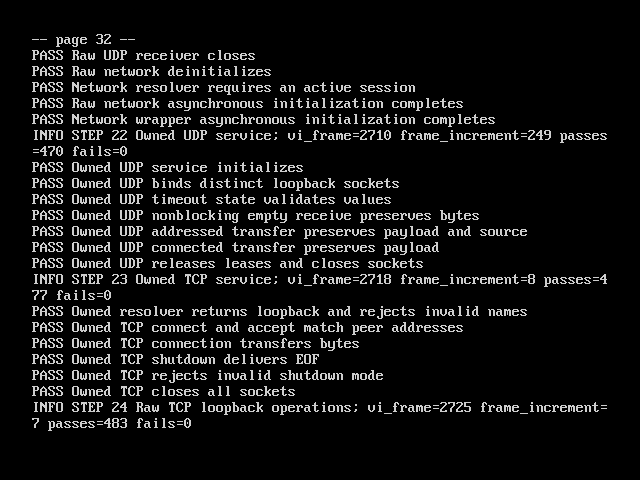 -- page 32 --
PASS Raw UDP receiver closes
PASS Raw network deinitializes
PASS Network resolver requires an active session
PASS Raw network asynchronous initialization completes
PASS Network wrapper asynchronous initialization completes
INFO STEP 22 Owned UDP service; vi_frame=2710 frame_increment=249 passes
=470 fails=0
PASS Owned UDP service initializes
PASS Owned UDP binds distinct loopback sockets
PASS Owned UDP timeout state validates values
PASS Owned UDP nonblocking empty receive preserves bytes
PASS Owned UDP addressed transfer preserves payload and source
PASS Owned UDP connected transfer preserves payload
PASS Owned UDP releases leases and closes sockets
INFO STEP 23 Owned TCP service; vi_frame=2718 frame_increment=8 passes=4
77 fails=0
PASS Owned resolver returns loopback and rejects invalid names
PASS Owned TCP connect and accept match peer addresses
PASS Owned TCP connection transfers bytes
PASS Owned TCP shutdown delivers EOF
PASS Owned TCP rejects invalid shutdown mode
PASS Owned TCP closes all sockets
INFO STEP 24 Raw TCP loopback operations; vi_frame=2725 frame_increment=
7 passes=483 fails=0